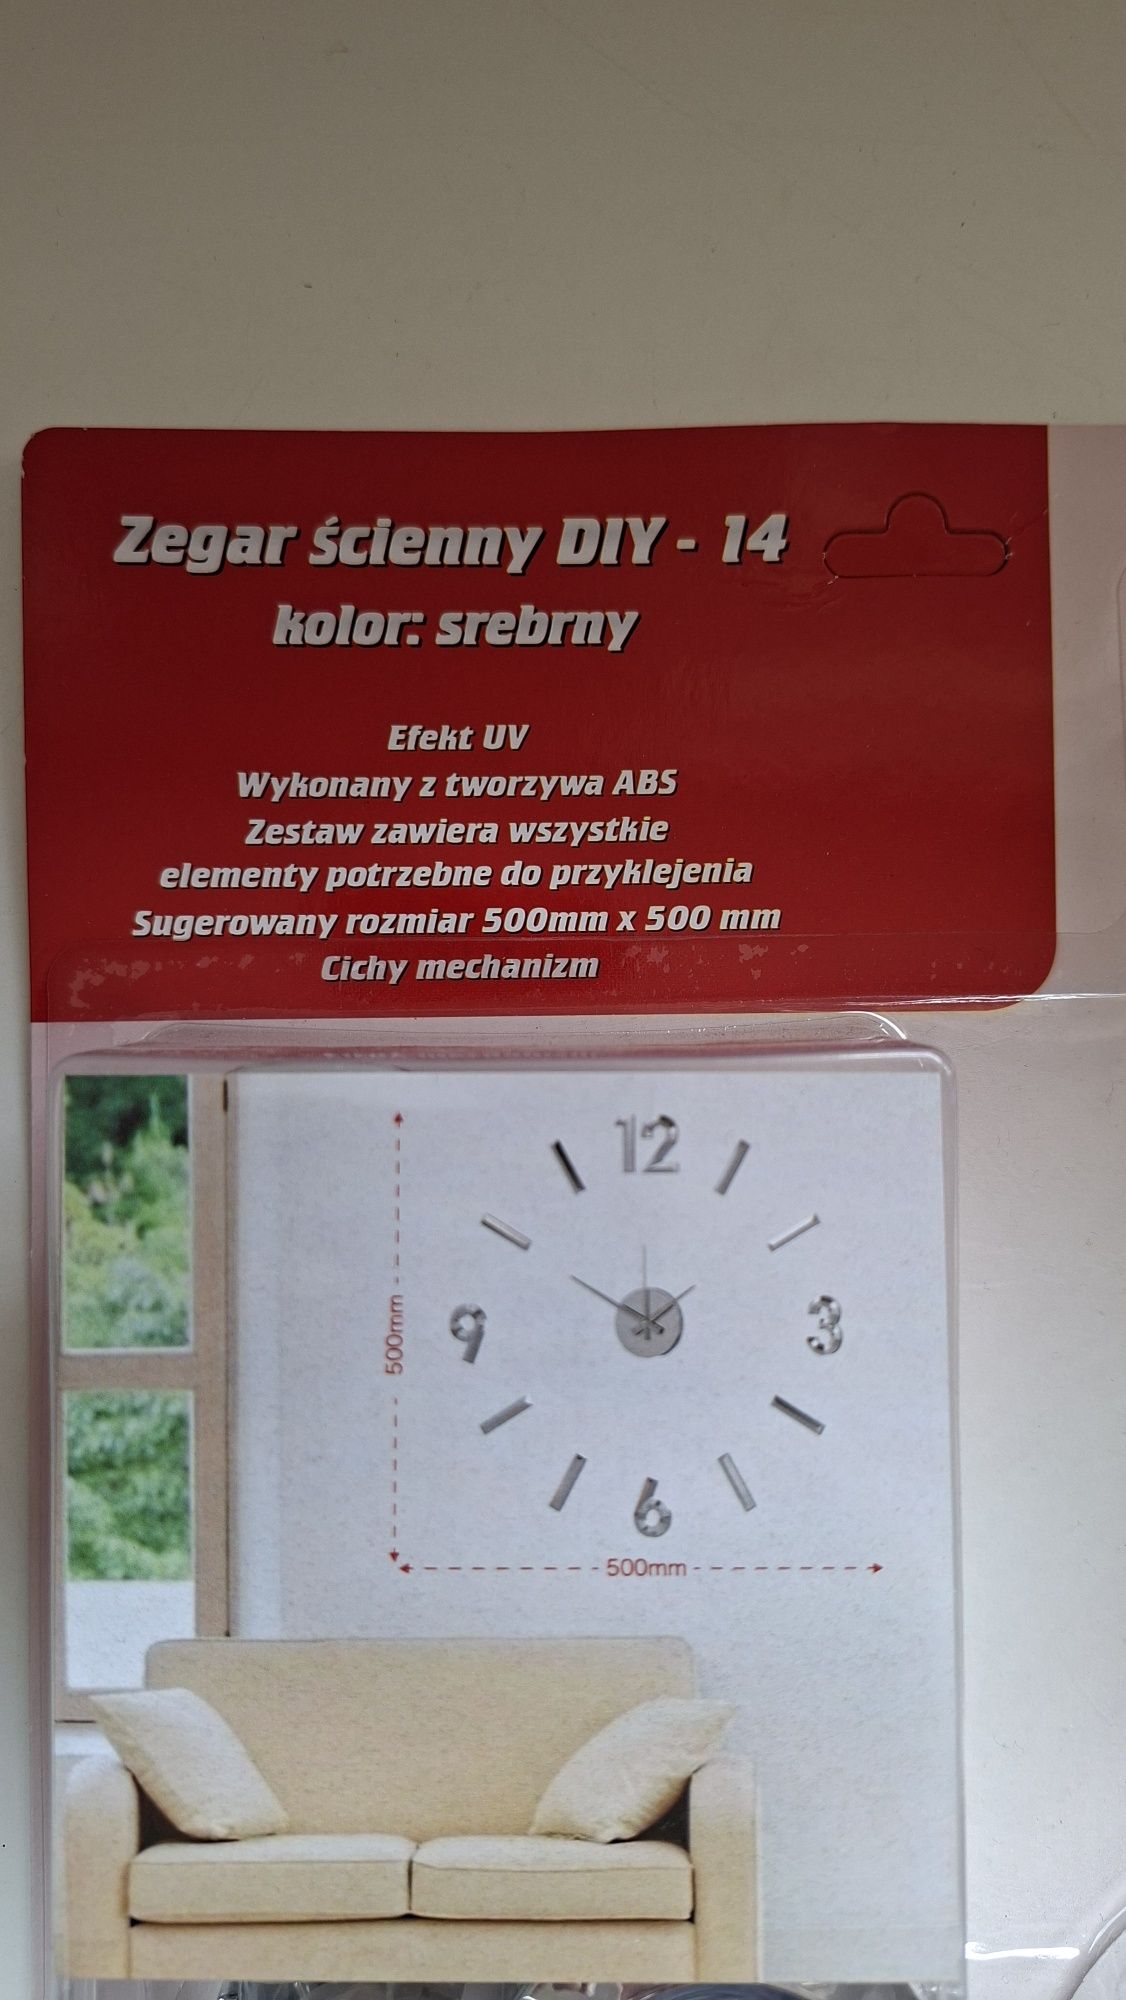 Zegar ścienny DIY - 14
kolor: srebrny
Efekt UV
Wykonany z tworzywa ABS
Zestaw zawiera wszystkie
elementy potrzebne do przyklejenia
Sugerowany rozmiar 500mm x 500 mm
Cichy mechanizm
12
9
3
6
500mm
500mm